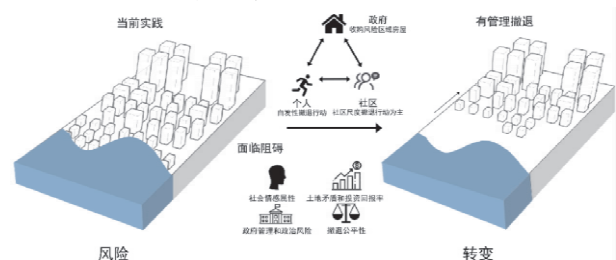 当前实践
政府
收购风险区域房屋
有管理撤退
个人
自发性撤退行动
社区
社区尺度撤退行动为主
面临阻碍
社会情感属性
土地矛盾和投资回报率
政府管理和政治风险
撤退公平性
风险
转变